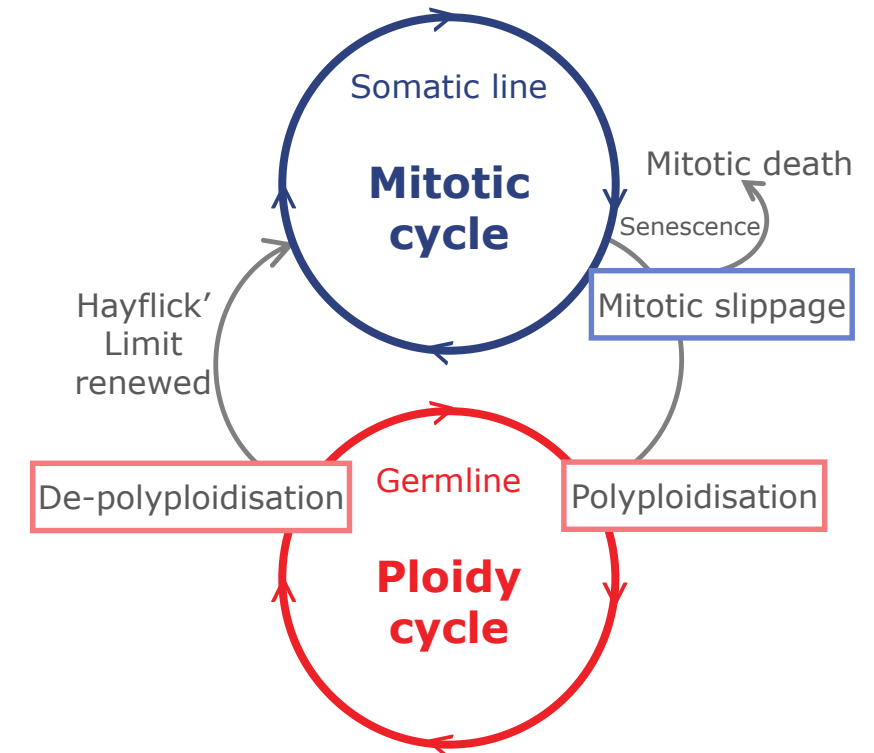 Somatic line
Mitotic
cycle
Mitotic death
Senescence
Mitotic slippage
Hayflick’
Limit
renewed
De-polyploidisation
Germline
Polyploidisation
Ploidy
cycle